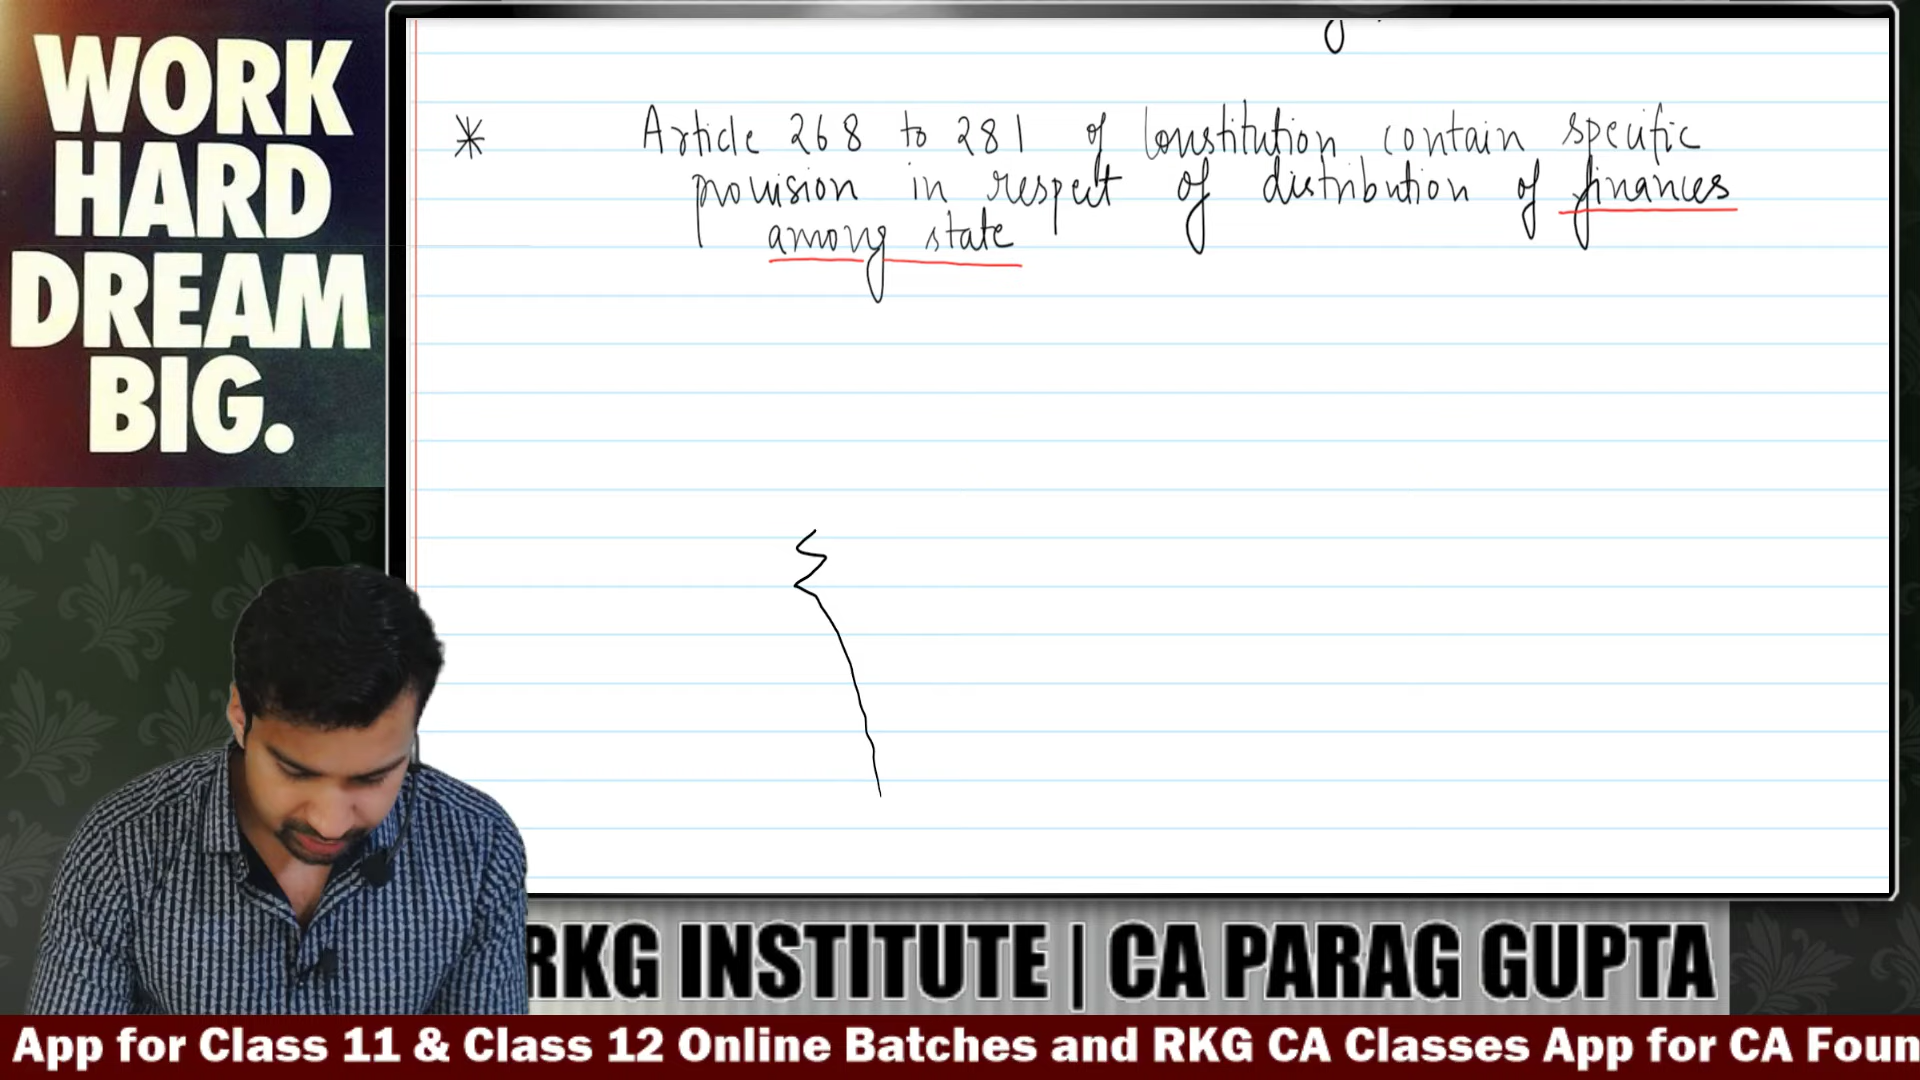 WORK
HARD
DREAM
BIG.
* Article 268 to 281 of Constitution contain specific
provision in respect of distribution of finances
among state
RKG INSTITUTE | CA PARAG GUPTA
App for Class 11 & Class 12 Online Batches and RKG CA Classes App for CA Foun